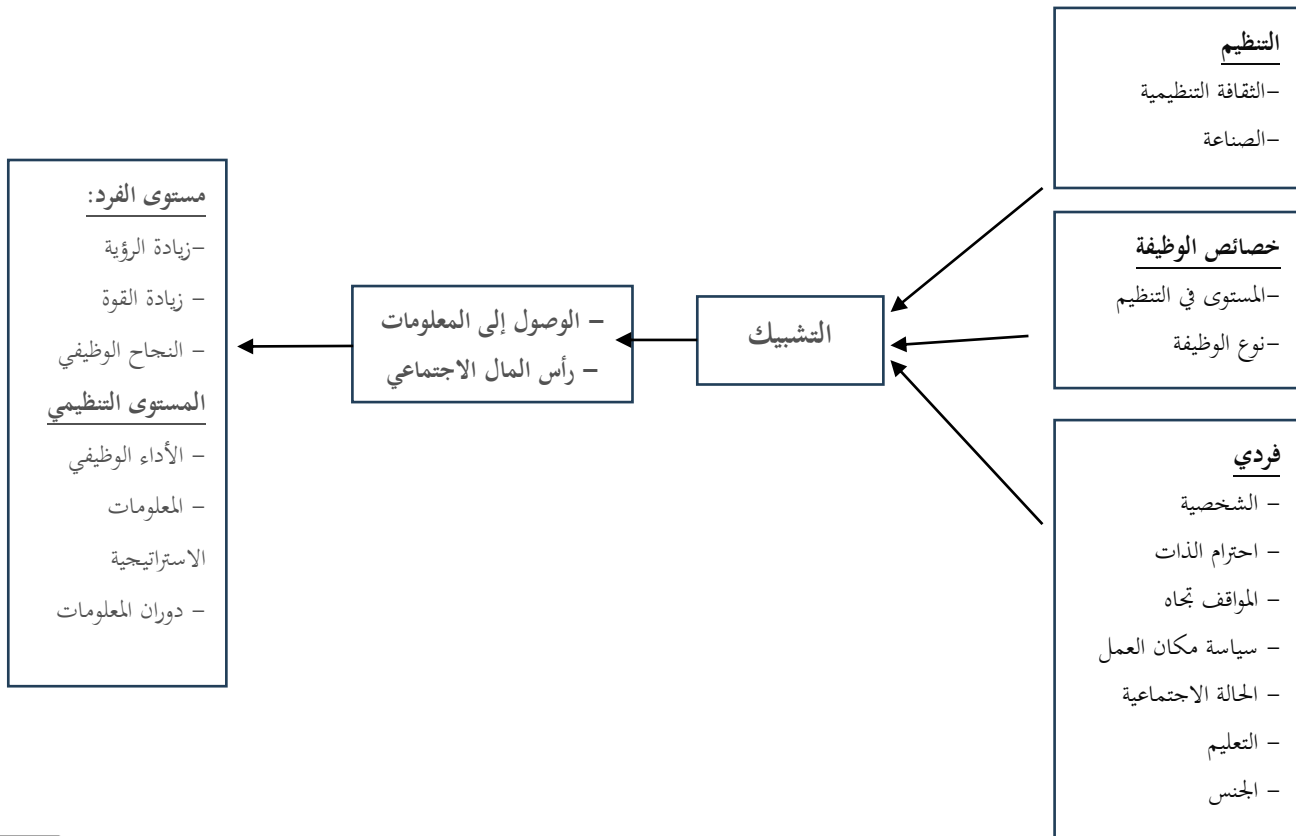 التنظيم
–الثقافة التنظيمية
–الصناعة
خصائص الوظيفة
–المستوى في التنظيم
–نوع الوظيفة
فردي
– الشخصية
– احترام الذات
– المواقف تجاه
– سياسة مكان العمل
– الحالة الاجتماعية
– التعليم
– الجنس
التشبيك
– الوصول إلى المعلومات
– رأس المال الاجتماعي
مستوى الفرد:
–زيادة الرؤية
– زيادة القوة
– النجاح الوظيفي
المستوى التنظيمي
– الأداء الوظيفي
– المعلومات
الاستراتيجية
– دوران المعلومات